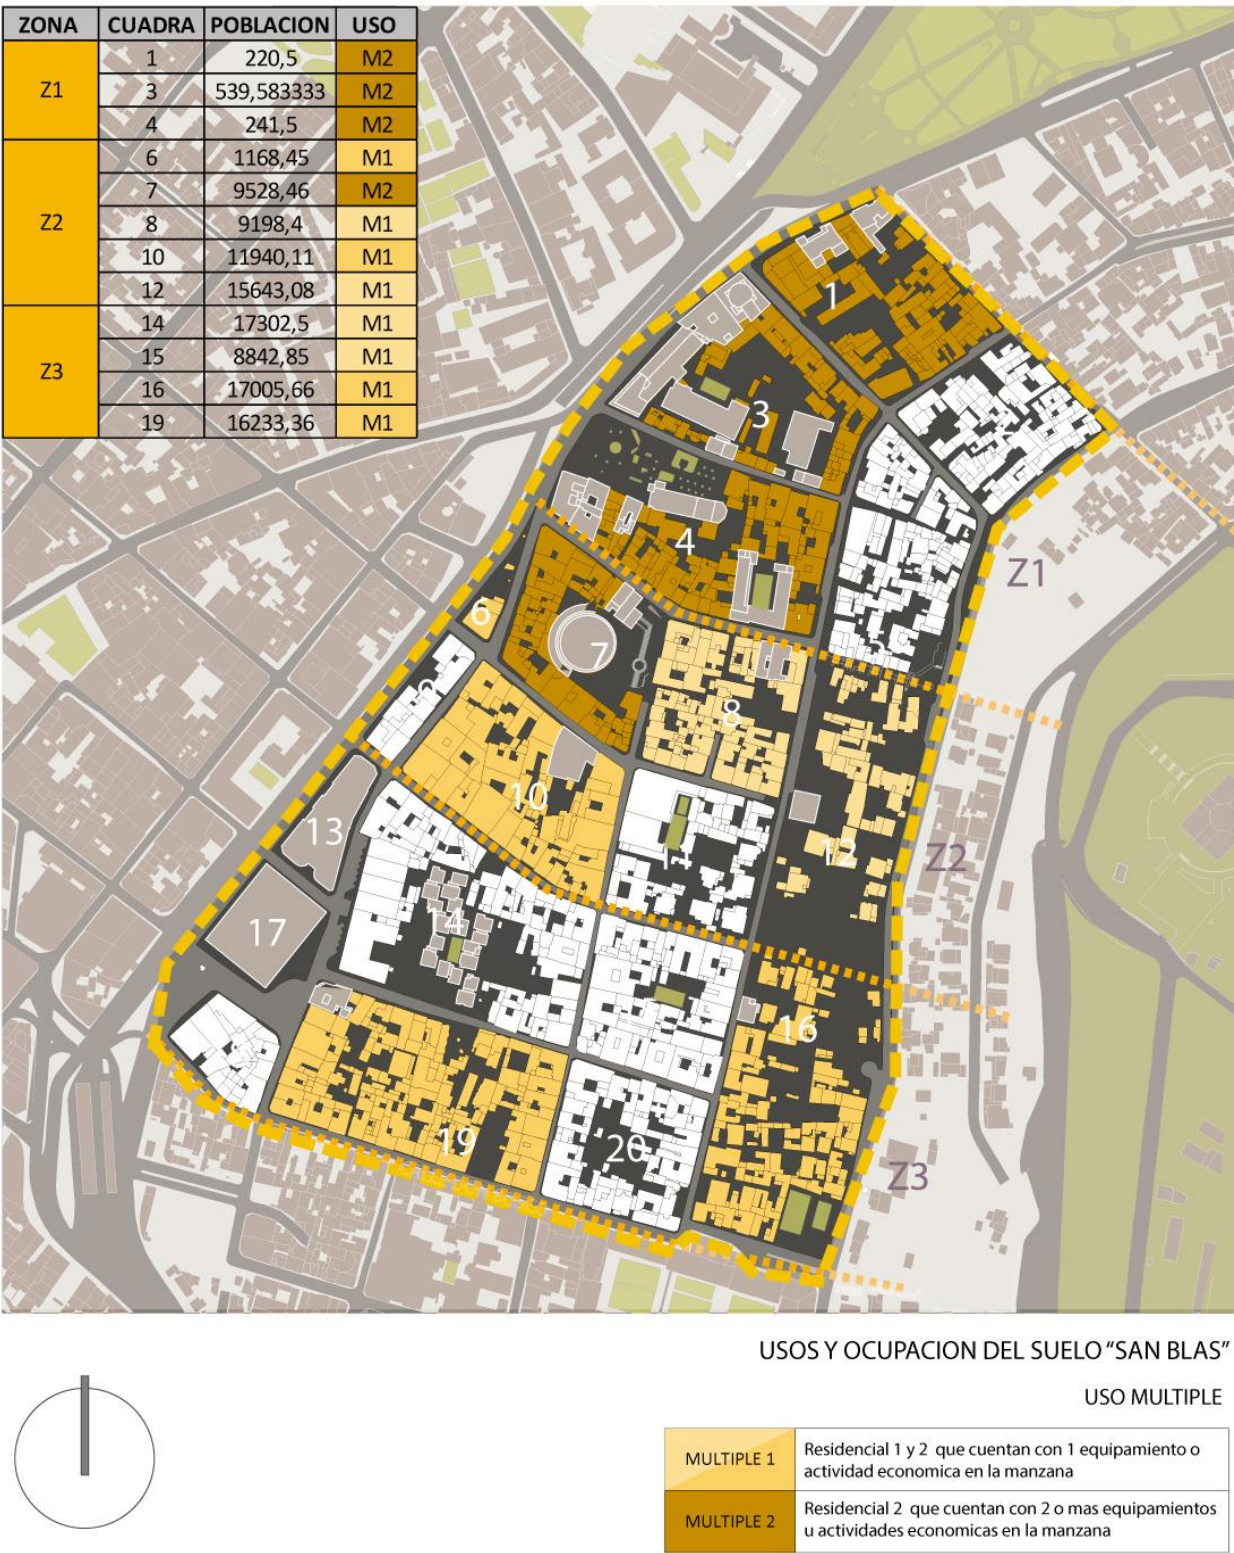 ZONA CUADRA POBLACION USO
Z1 1 220,5 M2
3 539,583333 M2
4 241,5 M2
Z2 6 1168,45 M1
7 9528,46 M2
8 9198,4 M1
10 11940,11 M1
12 15643,08 M1
Z3 14 17302,5 M1
15 8842,85 M1
16 17005,66 M1
19 16233,36 M1
1
3
4
Z1
5
6
7
9
8
10
13
11
12
Z2
14
17
16
19
20
Z3
USOS Y OCUPACION DEL SUELO “SAN BLAS”
USO MULTIPLE
MULTIPLE 1 Residencial 1 y 2 que cuentan con 1 equipamiento o
actividad economica en la manzana
MULTIPLE 2 Residencial 2 que cuentan con 2 o mas equipamientos
u actividades economicas en la manzana